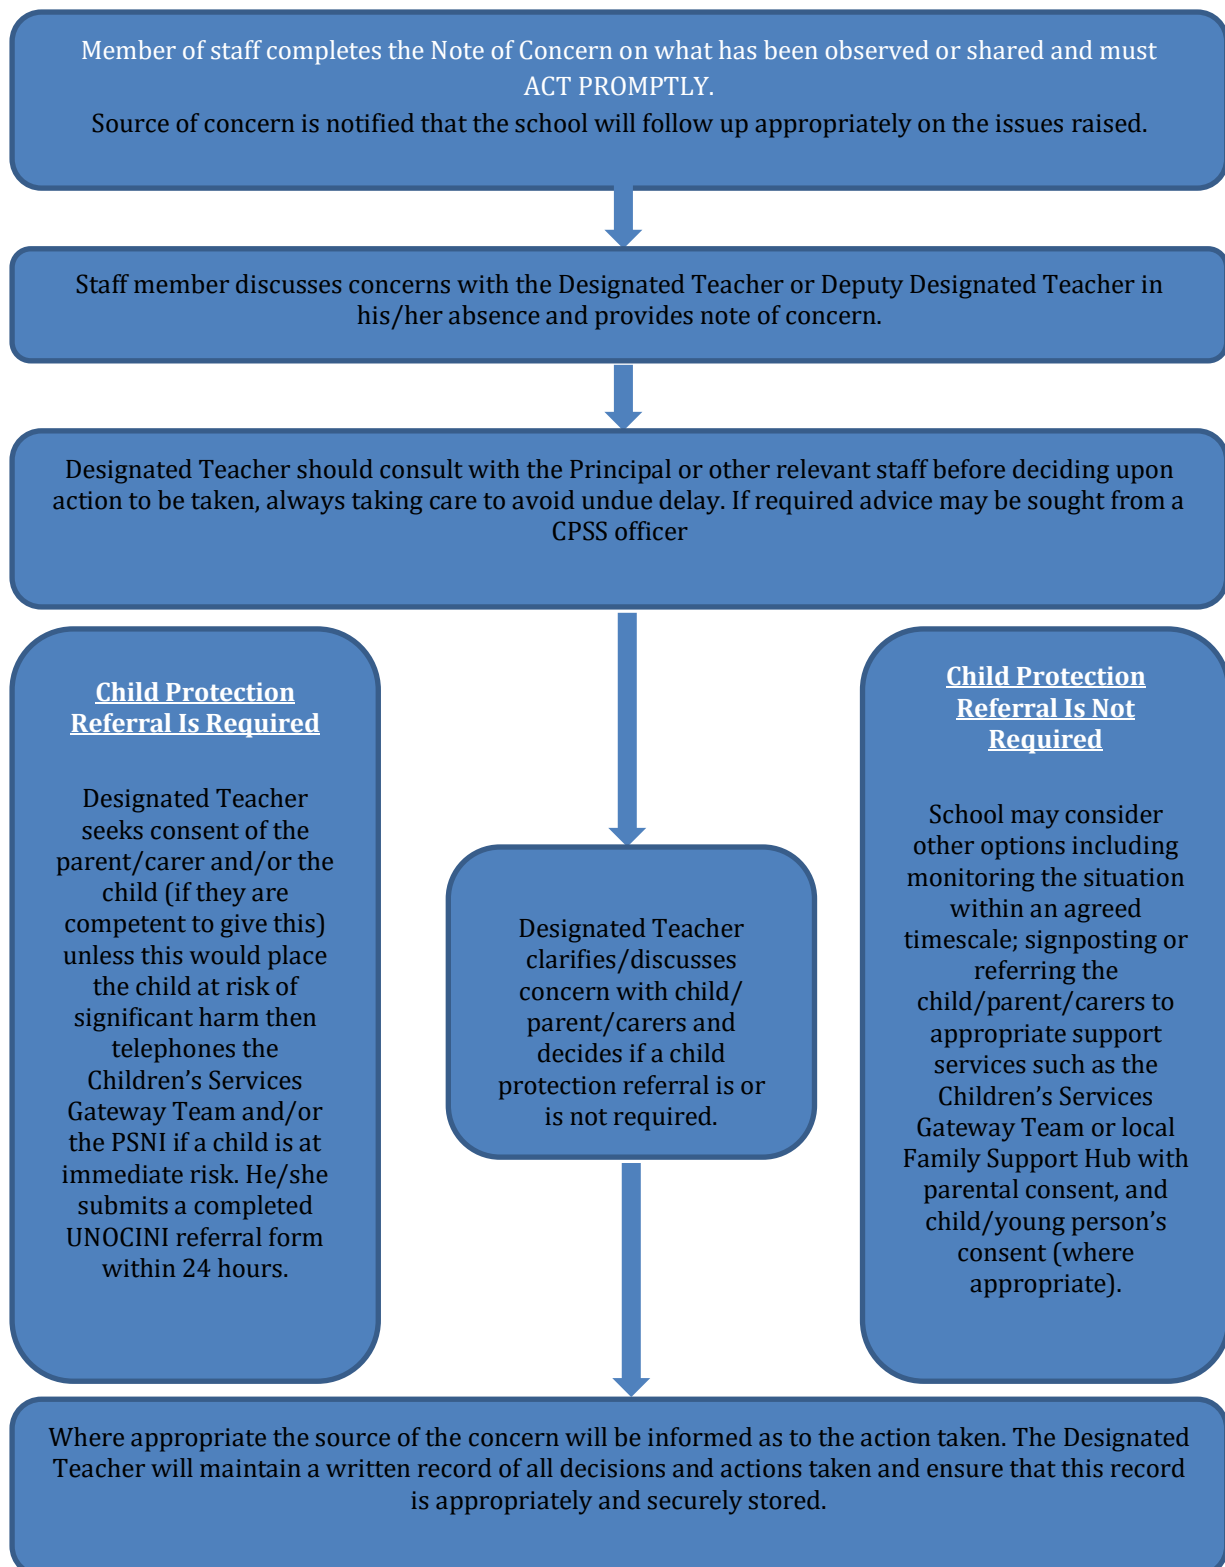 Member of staff completes the Note of Concern on what has been observed or shared and must
ACT PROMPTLY.
Source of concern is notified that the school will follow up appropriately on the issues raised.
Staff member discusses concerns with the Designated Teacher or Deputy Designated Teacher in
his/her absence and provides note of concern.
Designated Teacher should consult with the Principal or other relevant staff before deciding upon
action to be taken, always taking care to avoid undue delay. If required advice may be sought from a
CPSS officer
Child Protection
Referral Is Required
Designated Teacher
seeks consent of the
parent/carer and/or the
child (if they are
competent to give this)
unless this would place
the child at risk of
significant harm then
telephones the
Children’s Services
Gateway Team and/or
the PSNI if a child is at
immediate risk. He/she
submits a completed
UNOCINI referral form
within 24 hours.
Designated Teacher
clarifies/discusses
concern with child/
parent/carers and
decides if a child
protection referral is or
is not required.
Child Protection
Referral Is Not
Required
School may consider
other options including
monitoring the situation
within an agreed
timescale; signposting or
referring the
child/parent/carers to
appropriate support
services such as the
Children’s Services
Gateway Team or local
Family Support Hub with
parental consent, and
child/young person’s
consent (where
appropriate).
Where appropriate the source of the concern will be informed as to the action taken. The Designated
Teacher will maintain a written record of all decisions and actions taken and ensure that this record
is appropriately and securely stored.